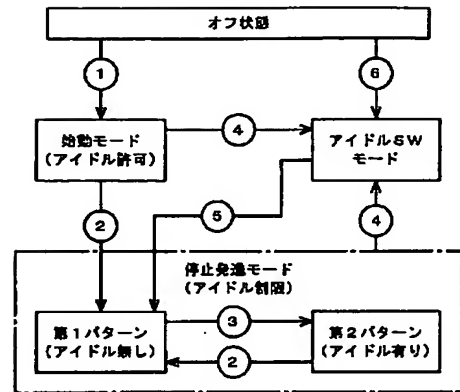 オフ状態
①
⑥
始動モード
(アイドル許可)
④
アイドルSW
モード
②
⑤
④
停止発進モード
(アイドル制限)
第1パターン
(アイドル無し)
③
②
第2パターン
(アイドル有り)